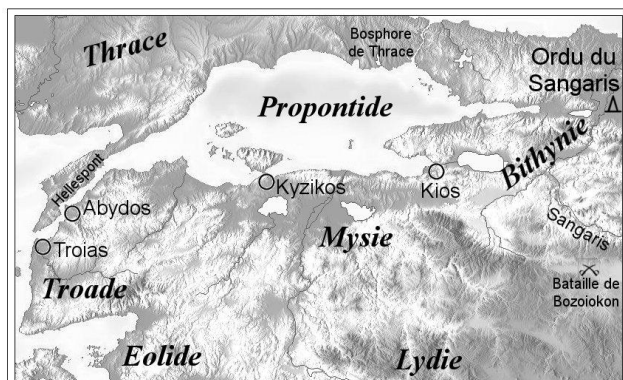 Thrace
Bosphore
de Thrace
Ordu du
Sangaris
Propontide
Bithynie
Hellespont
Kyzikos
Kios
Abydos
Mysie
Sangaris
Troias
Troade
Bataille de
Bozoiokon
Eolide
Lydie